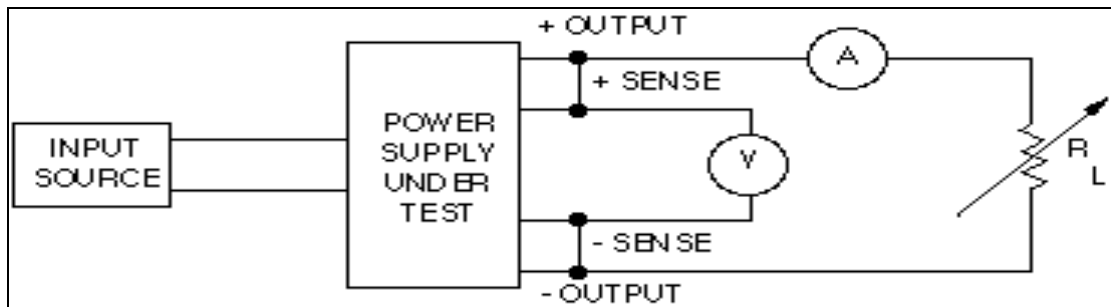 + OUTPUT
A
+ SENSE
POWER
SUPPLY
UNDER
TEST
INPUT
SOURCE
V
R
L
- SENSE
- OUTPUT